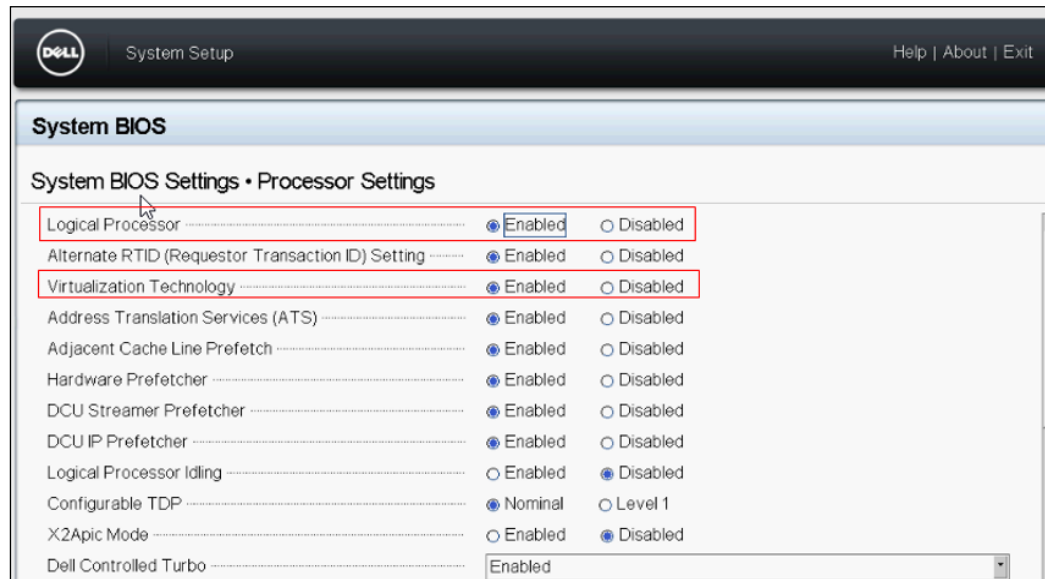 DELL System Setup Help | About | Exit
System BIOS
System BIOS Settings • Processor Settings
Logical Processor Enabled Disabled
Alternate RTID (Requestor Transaction ID) Setting Enabled Disabled
Virtualization Technology Enabled Disabled
Address Translation Services (ATS) Enabled Disabled
Adjacent Cache Line Prefetch Enabled Disabled
Hardware Prefetcher Enabled Disabled
DCU Streamer Prefetcher Enabled Disabled
DCU IP Prefetcher Enabled Disabled
Logical Processor Idling Enabled Disabled
Configurable TDP Nominal Level 1
X2Apic Mode Enabled Disabled
Dell Controlled Turbo Enabled